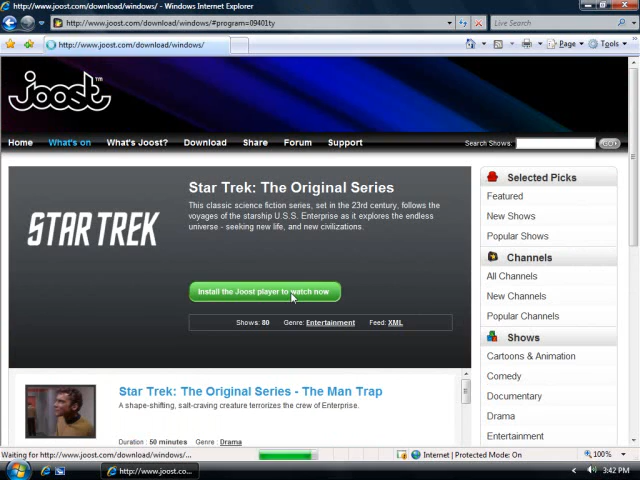 http://www.joost.com/download/windows/ - Windows Internet Explorer
http://www.joost.com/download/windows/#program=09401ty
Live Search
http://www.joost.com/download/windows/
Page
Tools
joost™
Home
What's on
What's Joost?
Download
Share
Forum
Support
Search Shows:
GO
STAR TREK
Star Trek: The Original Series
This classic science fiction series, set in the 23rd century, follows the
voyages of the starship U.S.S. Enterprise as it explores the endless
universe - seeking new life, and new civilizations.
Install the Joost player to watch now
Shows: 80 Genre: Entertainment Feed: XML
Star Trek: The Original Series - The Man Trap
A shape-shifting, salt-craving creature terrorizes the crew of Enterprise.
Duration : 50 minutes Genre : Drama
Selected Picks
Featured
New Shows
Popular Shows
Channels
All Channels
New Channels
Popular Channels
Shows
Cartoons & Animation
Comedy
Documentary
Drama
Entertainment
Waiting for http://www.joost.com/download/windows/
Internet | Protected Mode: On
100%
http://www.joost.co...
3:42 PM